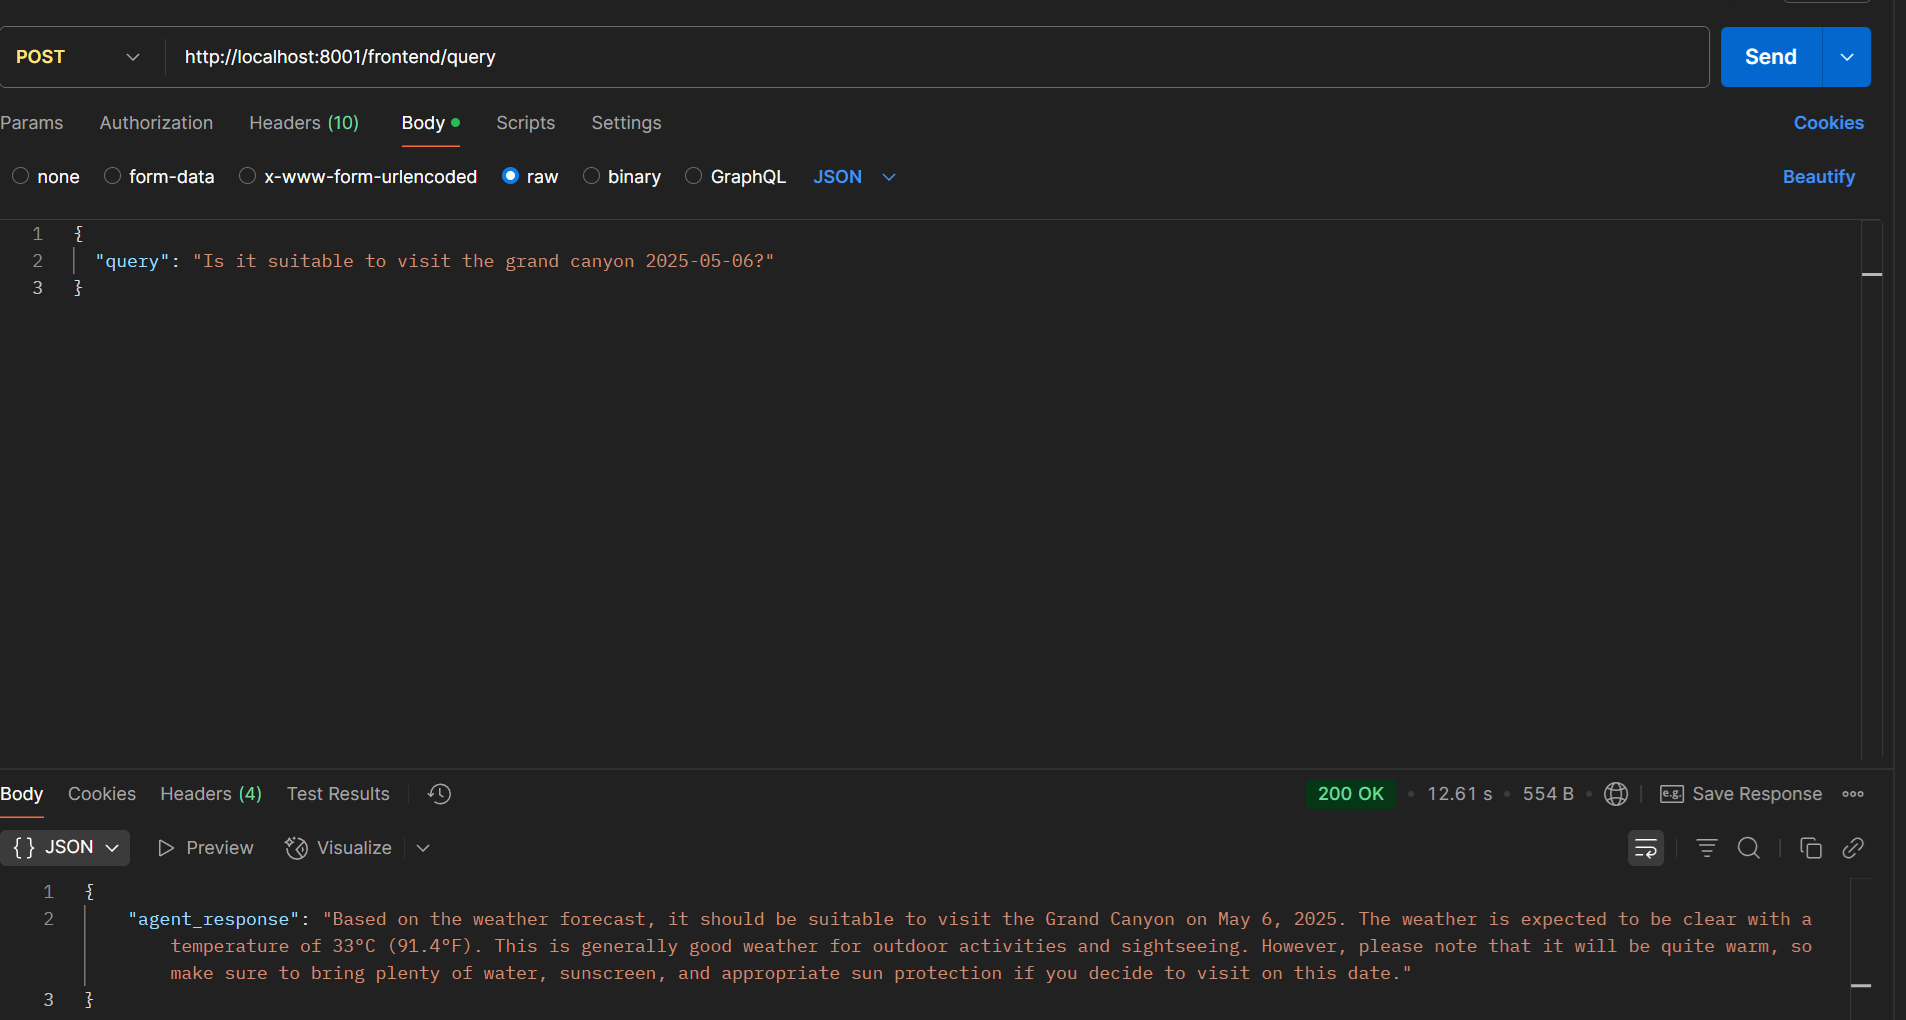 POST
http://localhost:8001/frontend/query
Send
Params Authorization Headers (10) Body Scripts Settings Cookies
none form-data x-www-form-urlencoded raw binary GraphQL JSON Beautify
1 {
2 "query": "Is it suitable to visit the grand canyon 2025-05-06?"
3 }
Body Cookies Headers (4) Test Results 200 OK • 12.61 s • 554 B • e.g. Save Response
{} JSON Preview Visualize
1 {
2 "agent_response": "Based on the weather forecast, it should be suitable to visit the Grand Canyon on May 6, 2025. The weather is expected to be clear with a
temperature of 33°C (91.4°F). This is generally good weather for outdoor activities and sightseeing. However, please note that it will be quite warm, so
make sure to bring plenty of water, sunscreen, and appropriate sun protection if you decide to visit on this date."
3 }